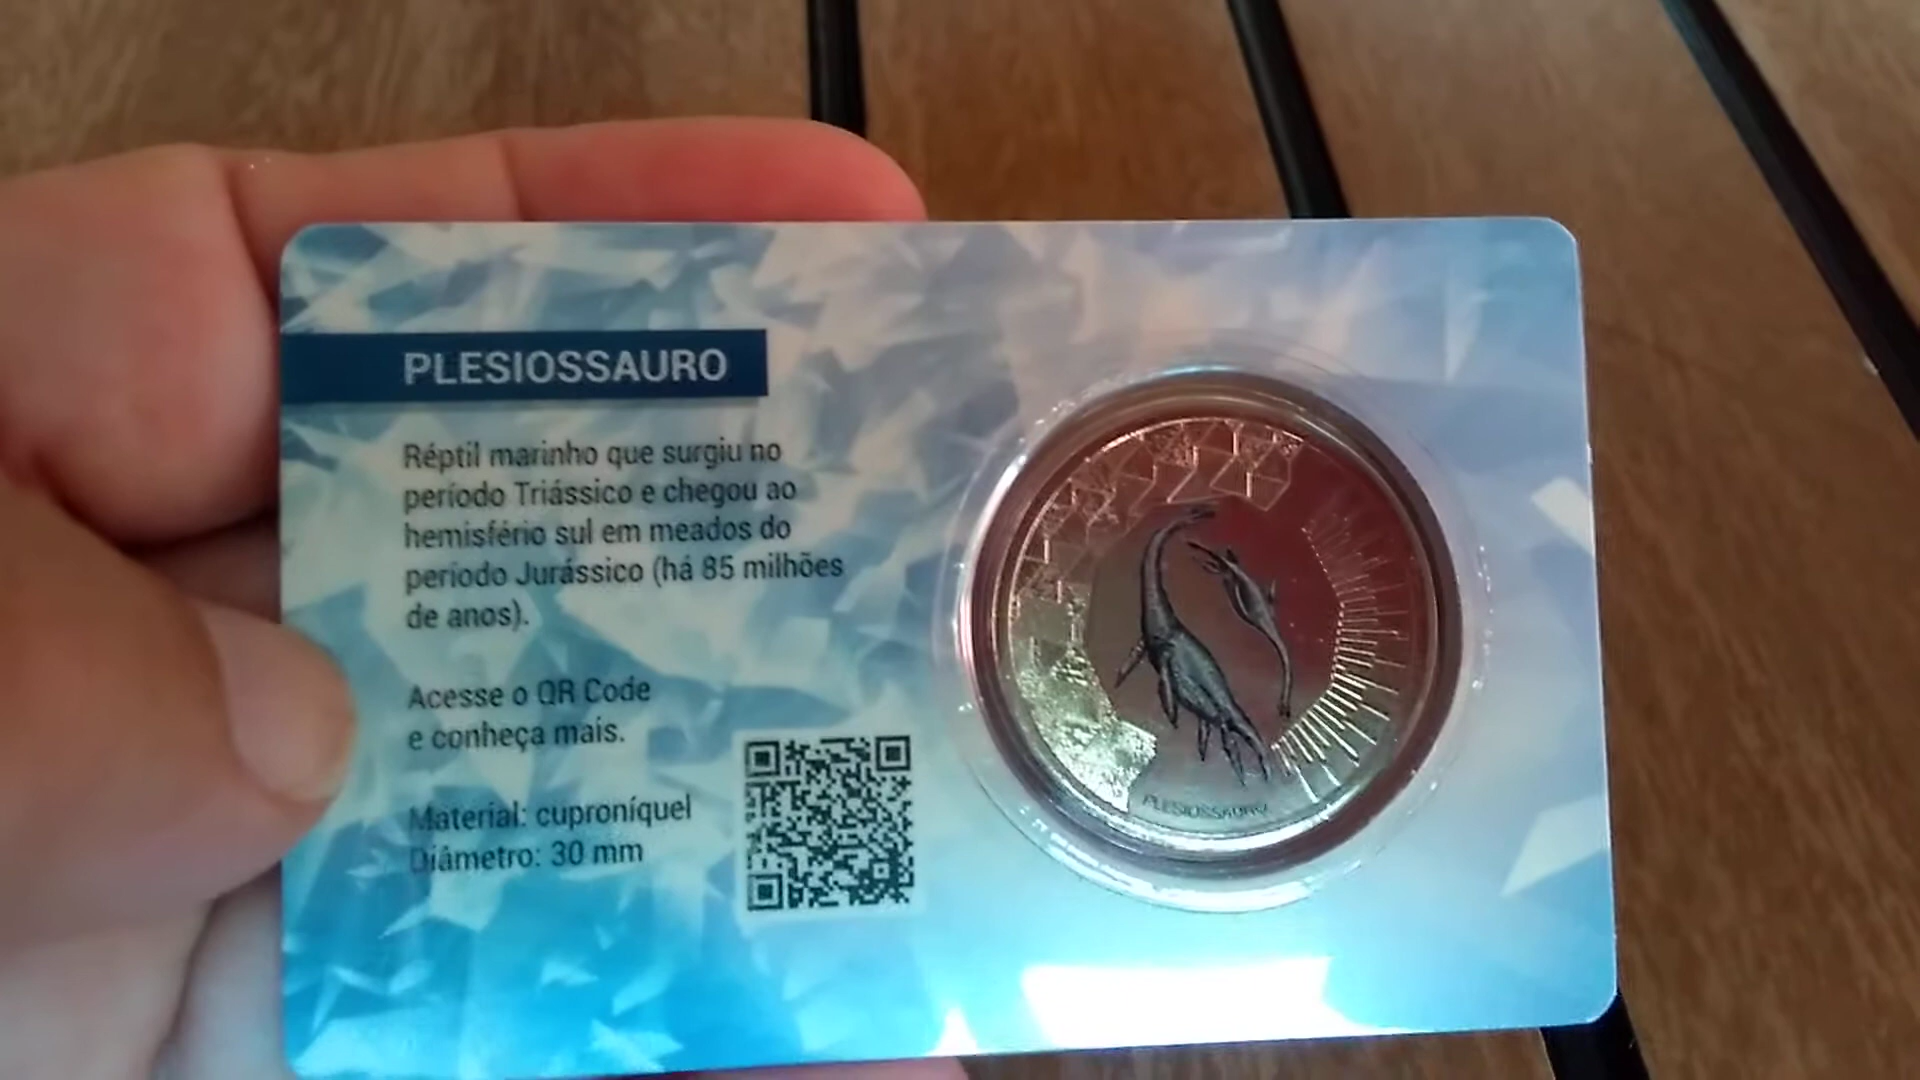 PLESIOSSAURO
Réptil marinho que surgiu no
período Triássico e chegou ao
hemisfério sul em meados do
período Jurássico (há 85 milhões
de anos).
Acesse o QR Code
e conheça mais.
Material: cuproníquel
Diâmetro: 30 mm
PLESIOSSAURO